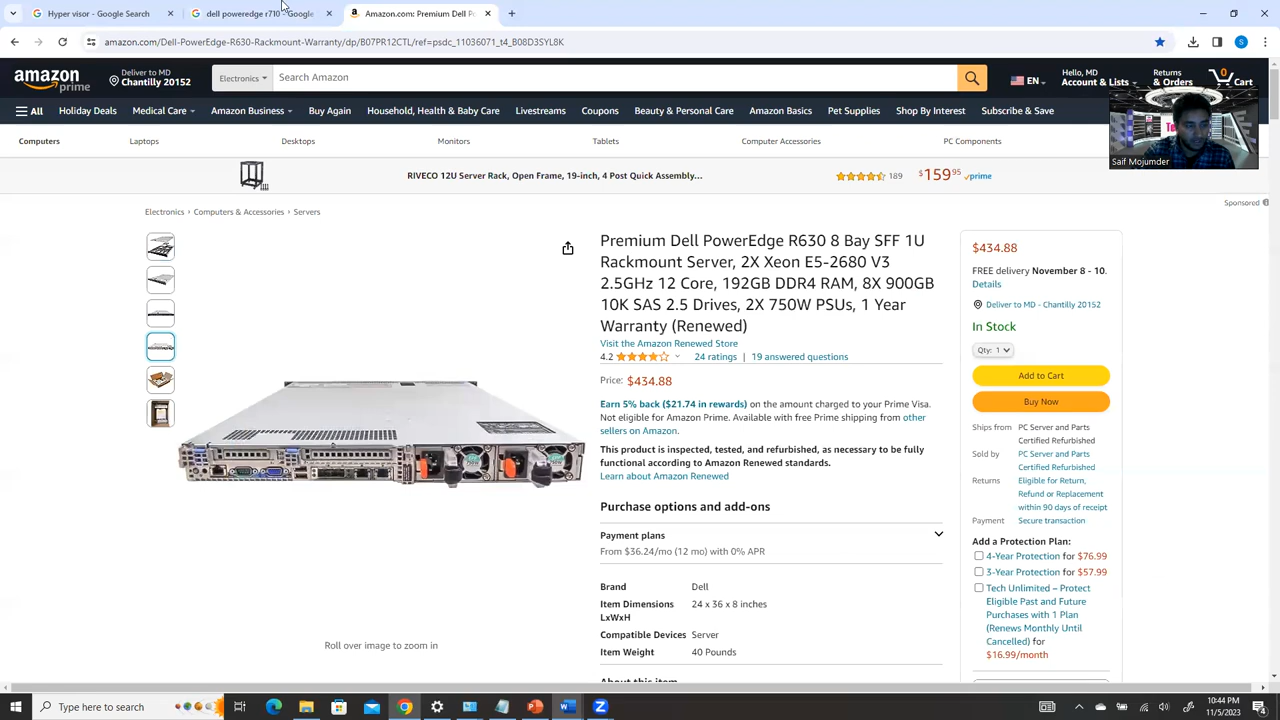 Hyper visor – Google Search
dell poweredge r710 - Google
Amazon.com: Premium Dell P
amazon.com/Dell-PowerEdge-R630-Rackmount-Warranty/dp/B07PR12CTL/ref=psdc_11036071_t4_B08D3SYL8K
amazon
prime
Deliver to MD
Chantilly 20152
Electronics
Search Amazon
EN
Hello, MD
Account & Lists
Returns
& Orders
0
Cart
All
Holiday Deals
Medical Care
Amazon Business
Buy Again
Household, Health & Baby Care
Livestreams
Coupons
Beauty & Personal Care
Amazon Basics
Pet Supplies
Shop By Interest
Subscribe & Save
Computers
Laptops
Desktops
Monitors
Tablets
Computer Accessories
PC Components
Saif Mojumder
RIVECO 12U Server Rack, Open Frame, 19-inch, 4 Post Quick Assembly...
189
$159.95
prime
Sponsored
Electronics › Computers & Accessories › Servers
Premium Dell PowerEdge R630 8 Bay SFF 1U
Rackmount Server, 2X Xeon E5-2680 V3
2.5GHz 12 Core, 192GB DDR4 RAM, 8X 900GB
10K SAS 2.5 Drives, 2X 750W PSUs, 1 Year
Warranty (Renewed)
Visit the Amazon Renewed Store
4.2
24 ratings | 19 answered questions
Price: $434.88
Earn 5% back ($21.74 in rewards) on the amount charged to your Prime Visa.
Not eligible for Amazon Prime. Available with free Prime shipping from other
sellers on Amazon.
This product is inspected, tested, and refurbished, as necessary to be fully
functional according to Amazon Renewed standards.
Learn about Amazon Renewed
Purchase options and add-ons
Payment plans
From $36.24/mo (12 mo) with 0% APR
Brand Dell
Item Dimensions 24 x 36 x 8 inches
LxWxH
Compatible Devices Server
Item Weight 40 Pounds
About this item
Roll over image to zoom in
$434.88
FREE delivery November 8 - 10.
Details
Deliver to MD - Chantilly 20152
In Stock
Qty: 1
Add to Cart
Buy Now
Ships from PC Server and Parts
Certified Refurbished
Sold by PC Server and Parts
Certified Refurbished
Returns Eligible for Return,
Refund or Replacement
within 90 days of receipt
Payment Secure transaction
Add a Protection Plan:
4-Year Protection for $76.99
3-Year Protection for $57.99
Tech Unlimited – Protect
Eligible Past and Future
Purchases with 1 Plan
(Renews Monthly Until
Cancelled) for
$16.99/month
Type here to search
10:44 PM
11/5/2023